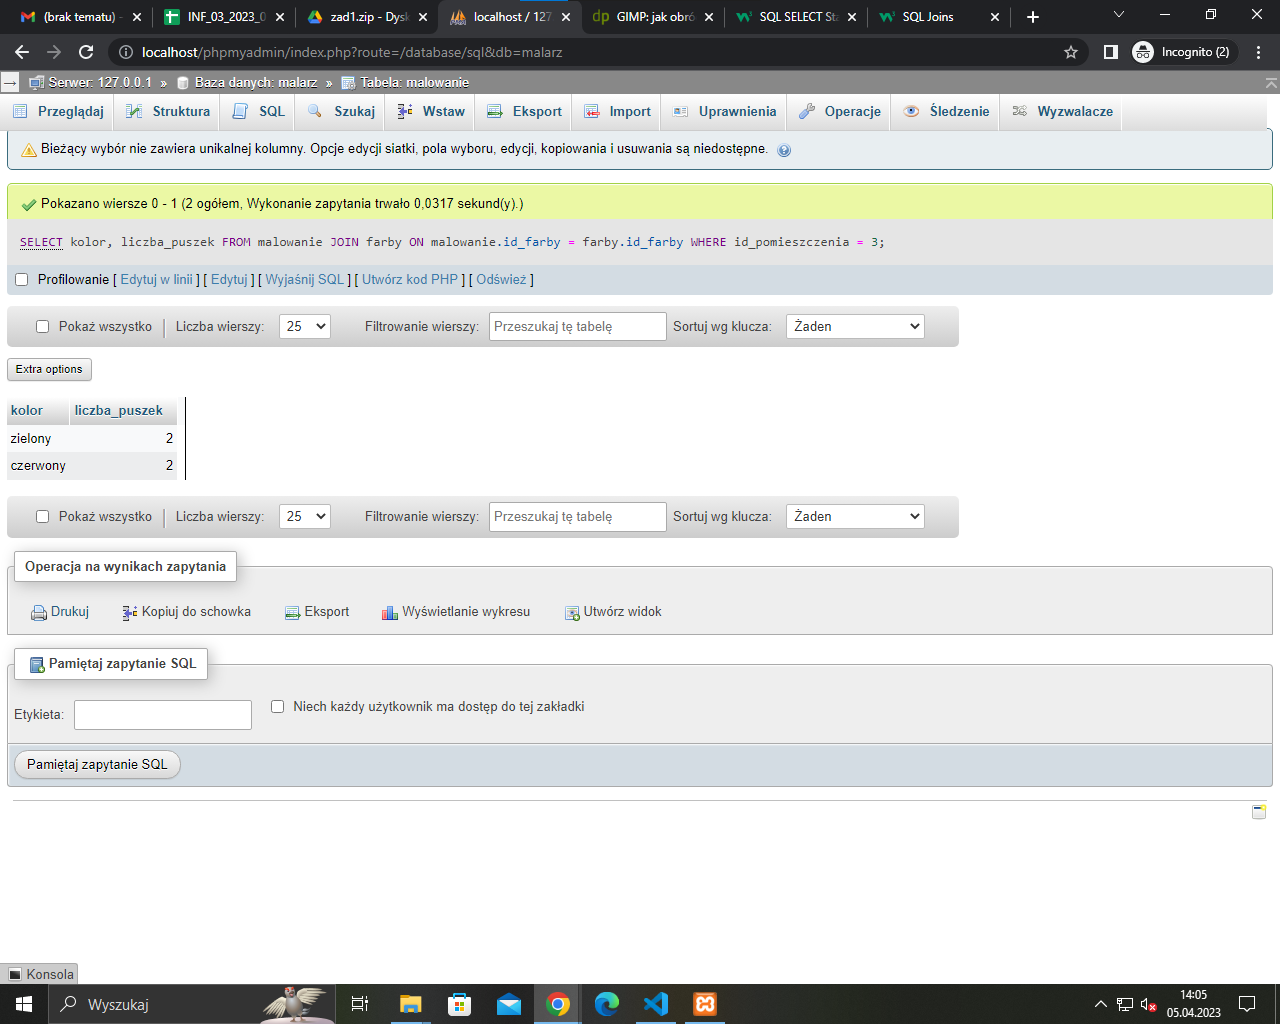 (brak tematu) -
INF_03_2023_0
zad1.zip - Dysk
localhost / 127
GIMP: jak obró
SQL SELECT Sta
SQL Joins
localhost/phpmyadmin/index.php?route=/database/sql&db=malarz
Incognito (2)
Serwer: 127.0.0.1 » Baza danych: malarz » Tabela: malowanie
Przeglądaj Struktura SQL Szukaj Wstaw Eksport Import Uprawnienia Operacje Śledzenie Wyzwalacze
Bieżący wybór nie zawiera unikalnej kolumny. Opcje edycji siatki, pola wyboru, edycji, kopiowania i usuwania są niedostępne.
Pokazano wiersze 0 - 1 (2 ogółem, Wykonanie zapytania trwało 0,0317 sekund(y).)
SELECT kolor, liczba_puszek FROM malowanie JOIN farby ON malowanie.id_farby = farby.id_farby WHERE id_pomieszczenia = 3;
Profilowanie [ Edytuj w linii ] [ Edytuj ] [ Wyjaśnij SQL ] [ Utwórz kod PHP ] [ Odśwież ]
Pokaż wszystko Liczba wierszy: 25 Filtrowanie wierszy: Przeszukaj tę tabelę Sortuj wg klucza: Żaden
Extra options
kolor liczba_puszek
zielony 2
czerwony 2
Pokaż wszystko Liczba wierszy: 25 Filtrowanie wierszy: Przeszukaj tę tabelę Sortuj wg klucza: Żaden
Operacja na wynikach zapytania
Drukuj Kopiuj do schowka Eksport Wyświetlanie wykresu Utwórz widok
Pamiętaj zapytanie SQL
Etykieta: Niech każdy użytkownik ma dostęp do tej zakładki
Pamiętaj zapytanie SQL
Konsola
Wyszukaj
14:05
05.04.2023